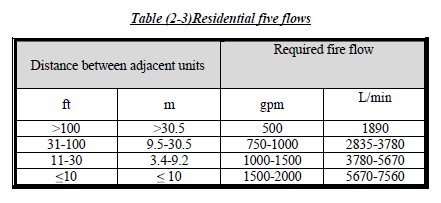 Table (2-3)Residential five flows
Distance between adjacent units Required fire flow
ft m gpm L/min
>100 >30.5 500 1890
31-100 9.5-30.5 750-1000 2835-3780
11-30 3.4-9.2 1000-1500 3780-5670
≤10 ≤ 10 1500-2000 5670-7560